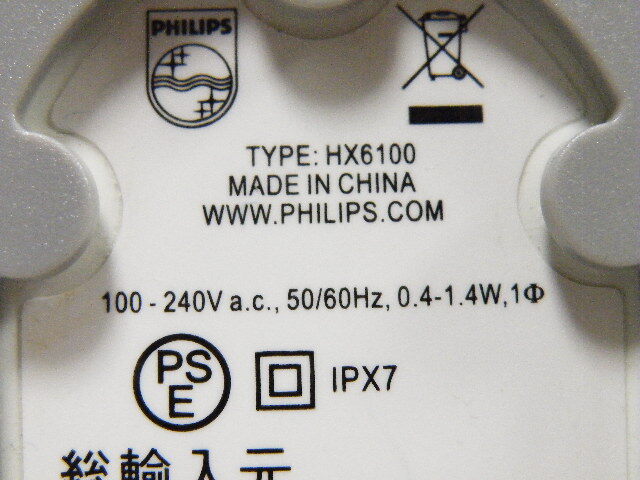 PHILIPS
TYPE: HX6100
MADE IN CHINA
WWW.PHILIPS.COM
100 - 240V a.c., 50/60Hz, 0.4-1.4W,1Φ
PS
E
IPX7
総輸入元